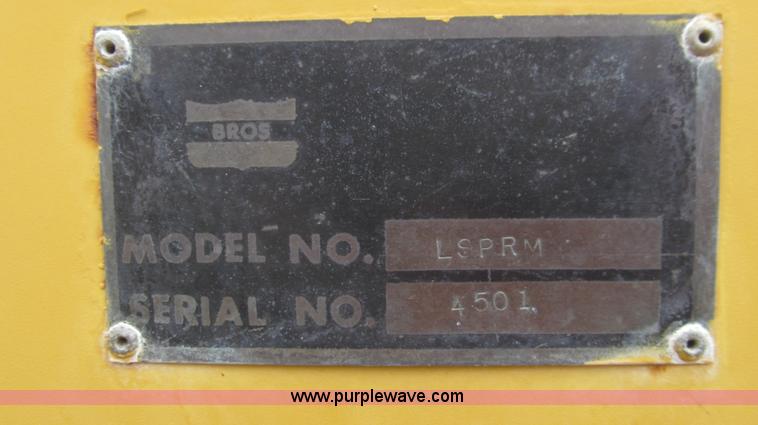 BROS
MODEL NO. LSPRM
SERIAL NO. 4501
www.purplewave.com